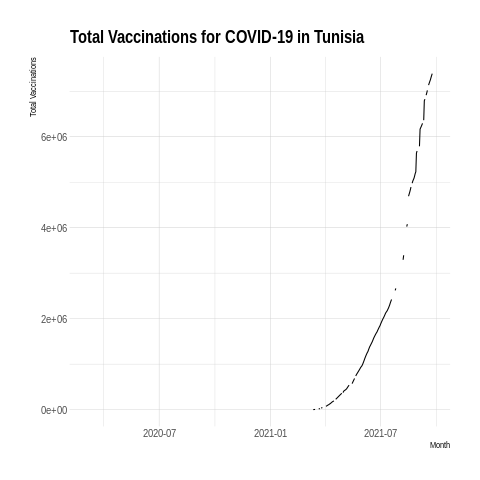 Total Vaccinations for COVID-19 in Tunisia
Total Vaccinations
6e+06
4e+06
2e+06
0e+00
2020-07 2021-01 2021-07
Month